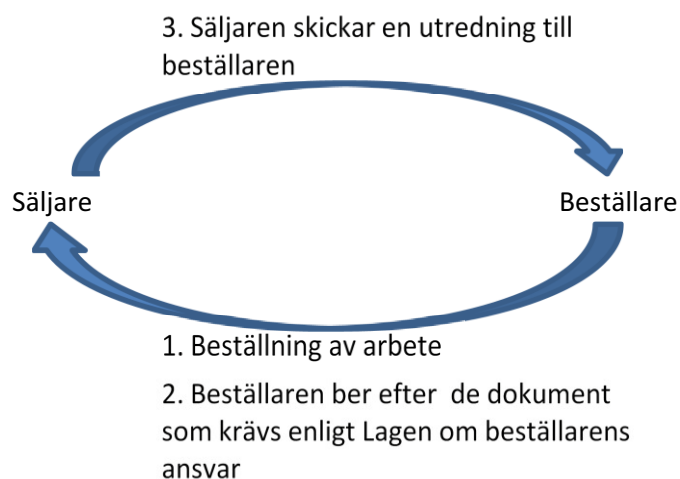 3. Säljaren skickar en utredning till
beställaren
Säljare
Beställare
1. Beställning av arbete
2. Beställaren ber efter  de dokument
som krävs enligt Lagen om beställarens
ansvar